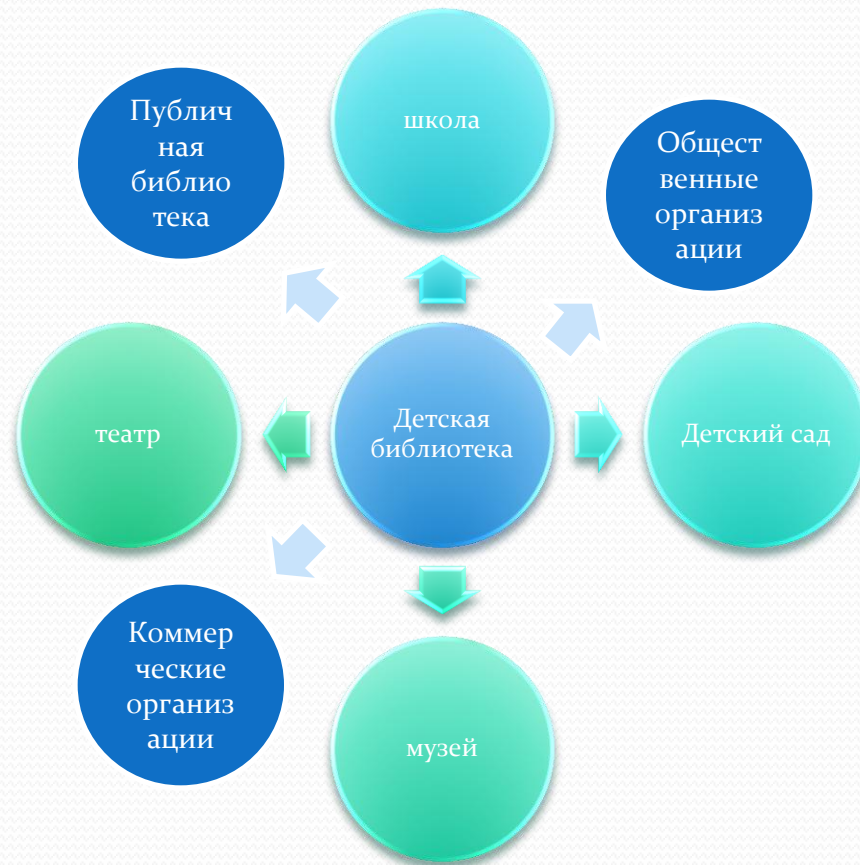 школа
Публич
ная
библио
тека
Общест
венные
организ
ации
театр
Детская
библиотека
Детский сад
Коммер
ческие
организ
ации
музей